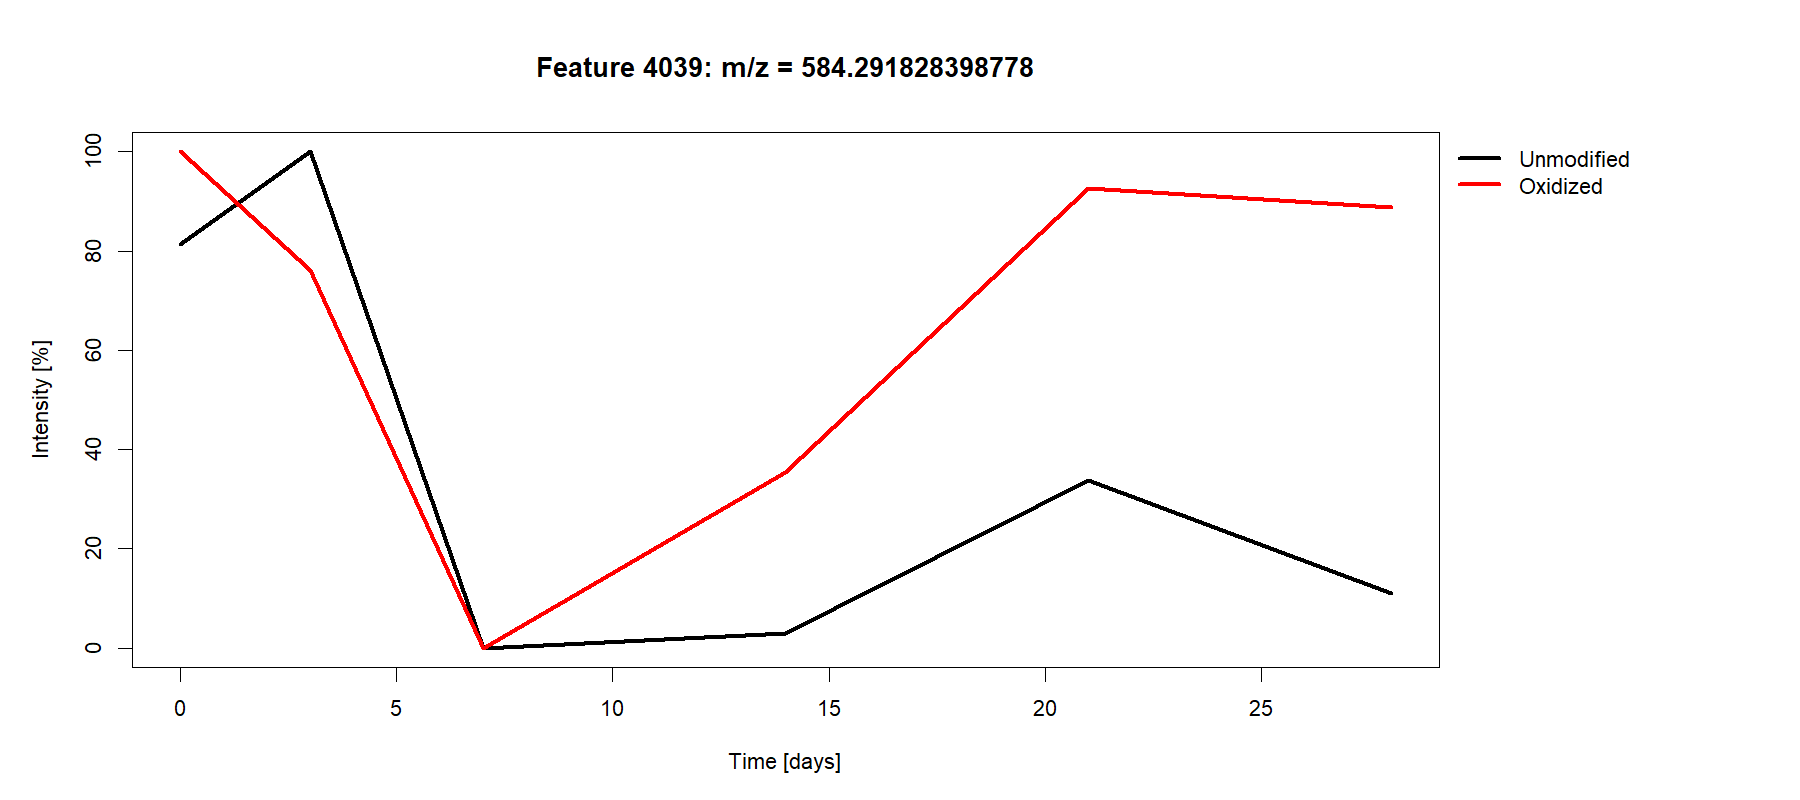 Feature 4039: m/z = 584.291828398778
Unmodified
Oxidized
Intensity [%]
100
80
60
40
20
0
0 5 10 15 20 25
Time [days]